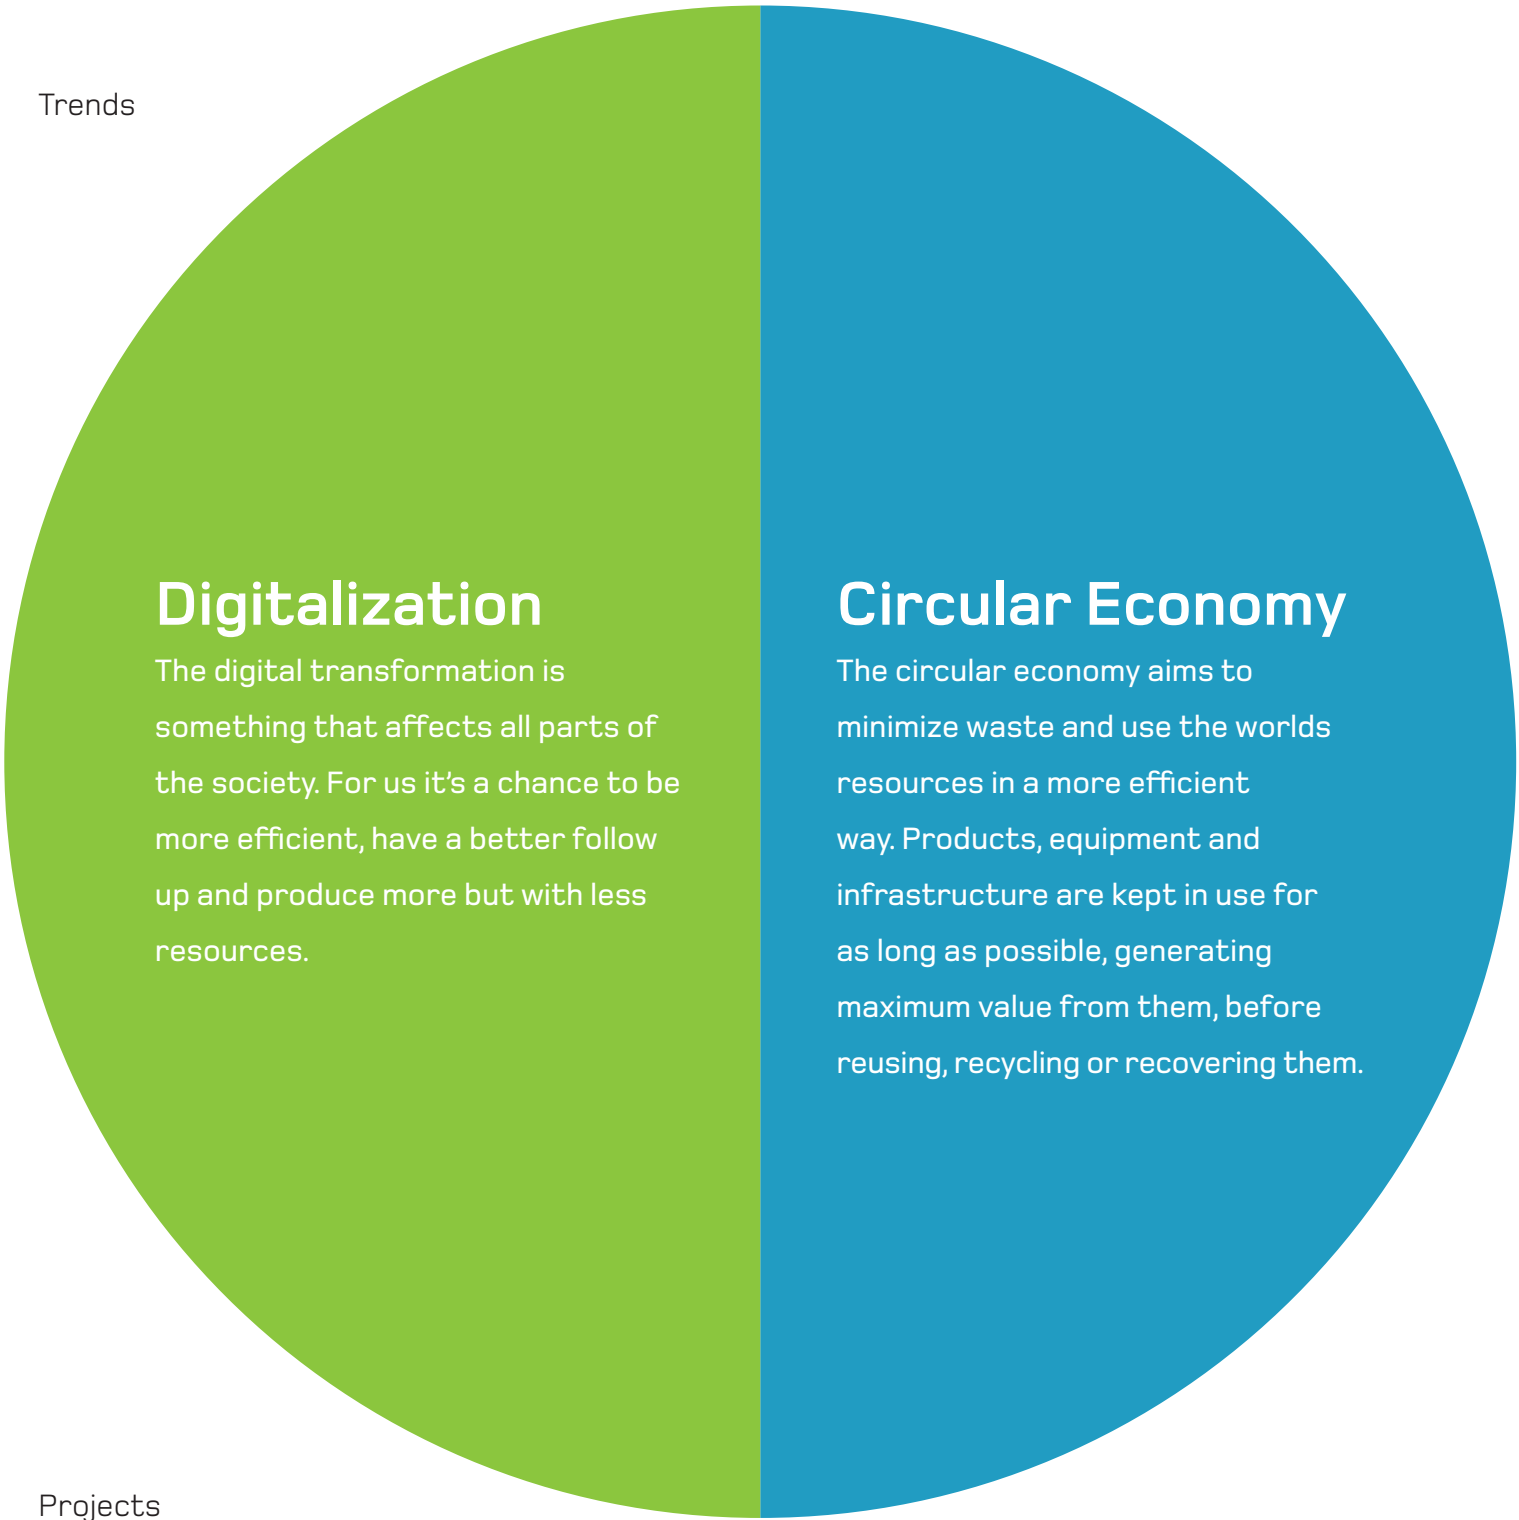 Trends
Digitalization
The digital transformation is
something that affects all parts of
the society. For us it’s a chance to be
more efficient, have a better follow
up and produce more but with less
resources.
Circular Economy
The circular economy aims to
minimize waste and use the worlds
resources in a more efficient
way. Products, equipment and
infrastructure are kept in use for
as long as possible, generating
maximum value from them, before
reusing, recycling or recovering them.
Projects